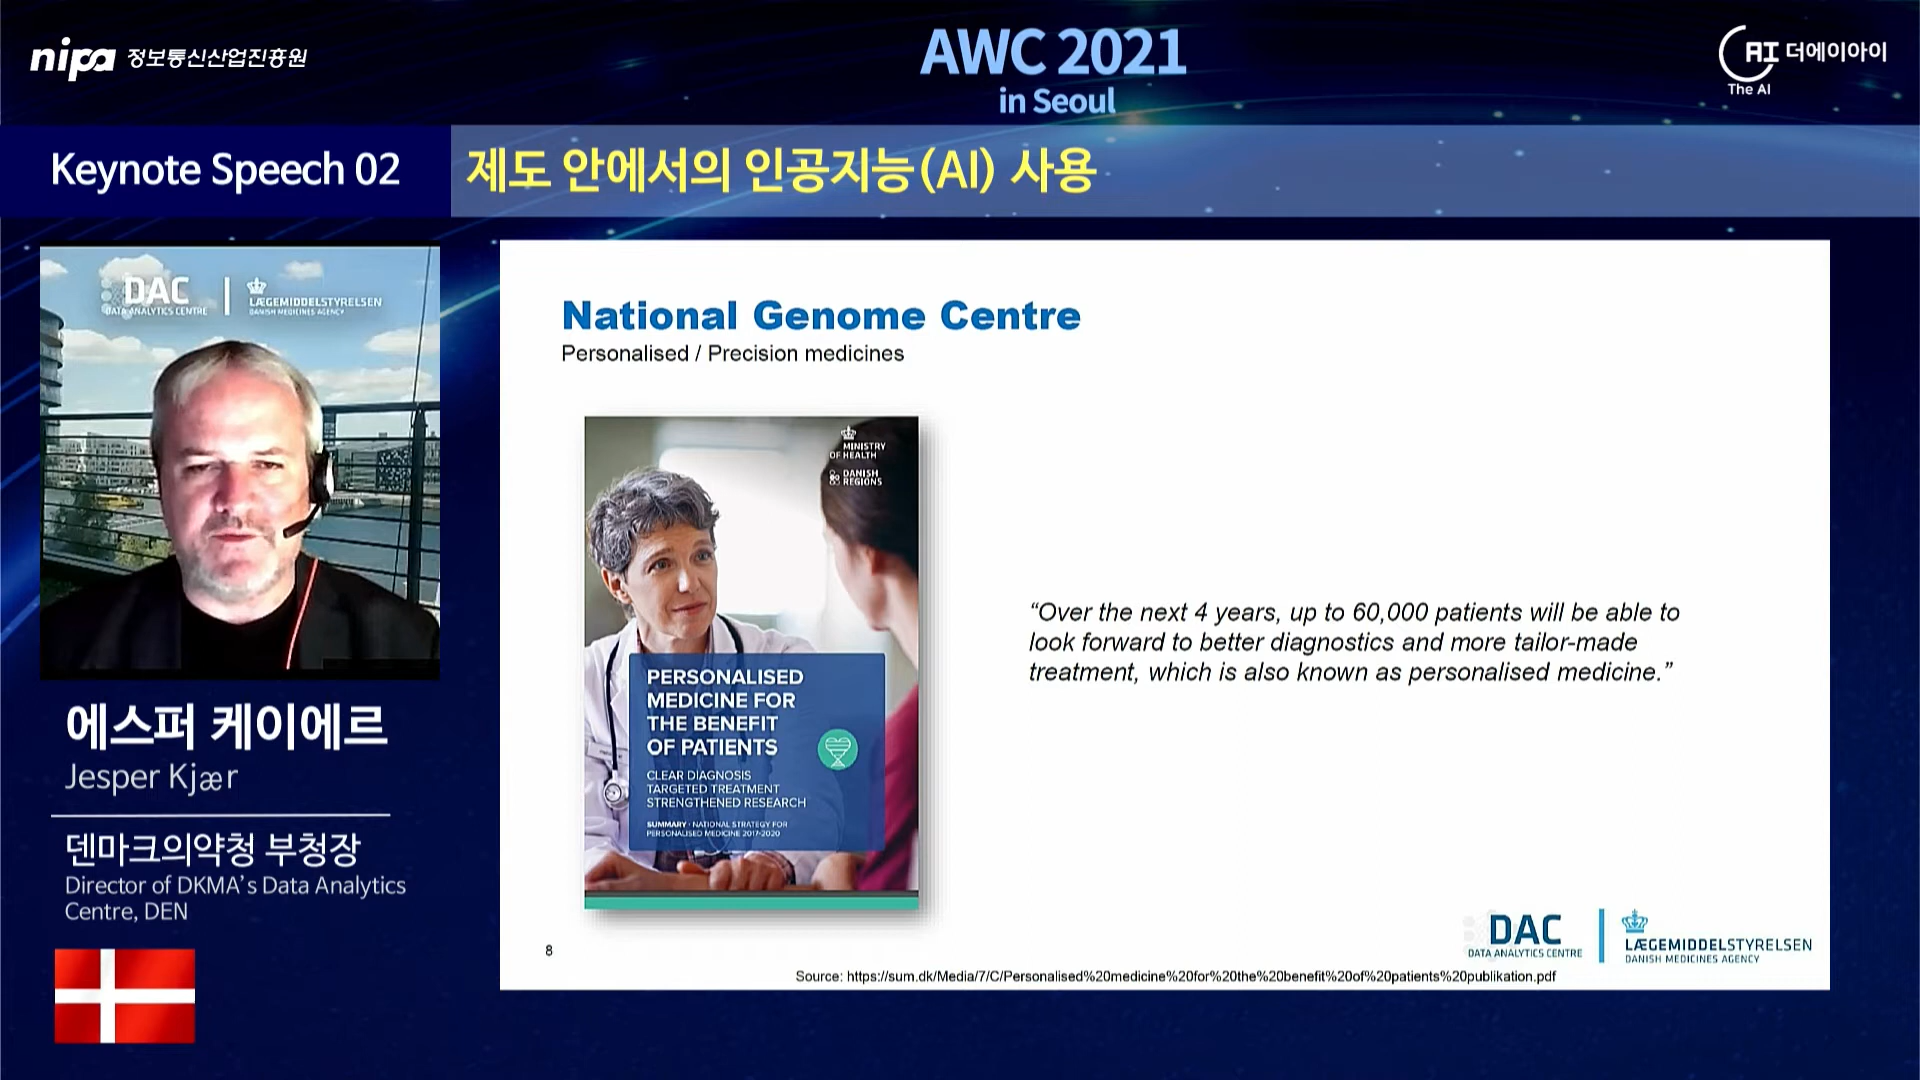 nipa 정보통신산업진흥원
AWC 2021
in Seoul
AI 더에이아이
The AI
Keynote Speech 02
제도 안에서의 인공지능(AI) 사용
DAC
DATA ANALYTICS CENTRE
LÆGEMIDDELSTYRELSEN
DANISH MEDICINES AGENCY
에스퍼 케이에르
Jesper Kjær
덴마크의약청 부청장
Director of DKMA's Data Analytics
Centre, DEN
National Genome Centre
Personalised / Precision medicines
MINISTRY
OF HEALTH
DANISH
REGIONS
PERSONALISED
MEDICINE FOR
THE BENEFIT
OF PATIENTS
CLEAR DIAGNOSIS
TARGETED TREATMENT
STRENGTHENED RESEARCH
SUMMARY · NATIONAL STRATEGY FOR
PERSONALISED MEDICINE 2017-2020
“Over the next 4 years, up to 60,000 patients will be able to
look forward to better diagnostics and more tailor-made
treatment, which is also known as personalised medicine.”
8
DAC
DATA ANALYTICS CENTRE
LÆGEMIDDELSTYRELSEN
DANISH MEDICINES AGENCY
Source: https://sum.dk/Media/7/C/Personalised%20medicine%20for%20the%20benefit%20of%20patients%20publikation.pdf